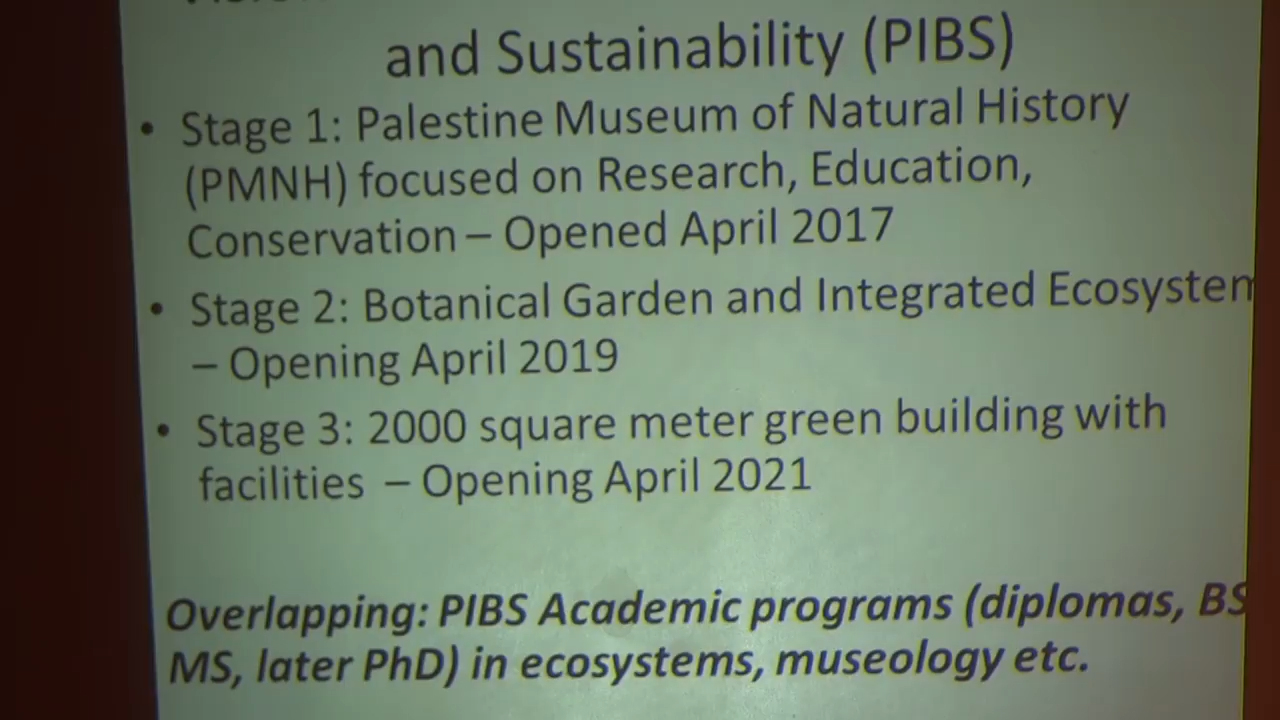 and Sustainability (PIBS)
• Stage 1: Palestine Museum of Natural History
(PMNH) focused on Research, Education,
Conservation – Opened April 2017
• Stage 2: Botanical Garden and Integrated Ecosystem
– Opening April 2019
• Stage 3: 2000 square meter green building with
facilities – Opening April 2021
Overlapping: PIBS Academic programs (diplomas, BS
MS, later PhD) in ecosystems, museology etc.